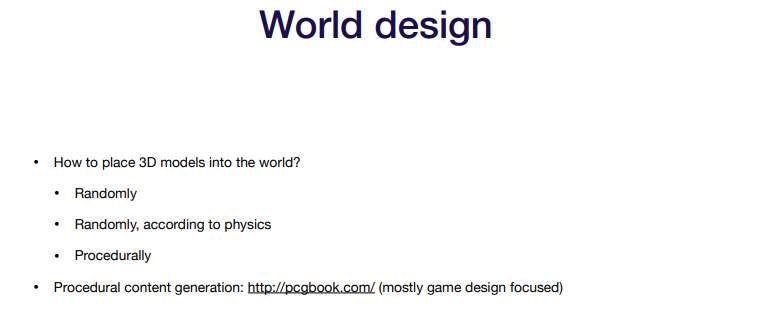 World design
• How to place 3D models into the world?
• Randomly
• Randomly, according to physics
• Procedurally
• Procedural content generation: http://pcgbook.com/ (mostly game design focused)